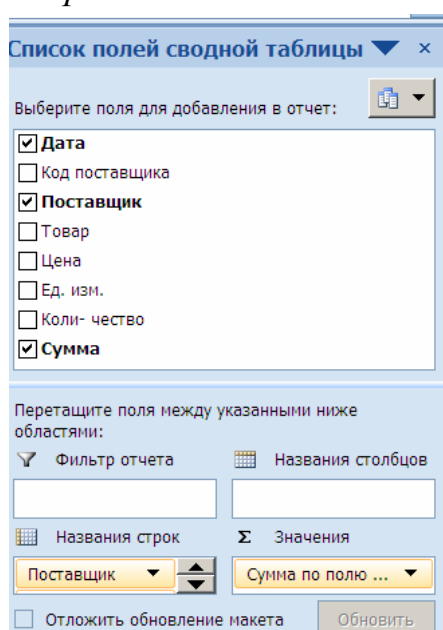 Список полей сводной таблицы
Выберите поля для добавления в отчет:
Дата
Код поставщика
Поставщик
Товар
Цена
Ед. изм.
Коли- чество
Сумма
Перетащите поля между указанными ниже
областями:
Фильтр отчета
Названия столбцов
Названия строк
Σ Значения
Поставщик
Сумма по полю ...
Отложить обновление макета
Обновить